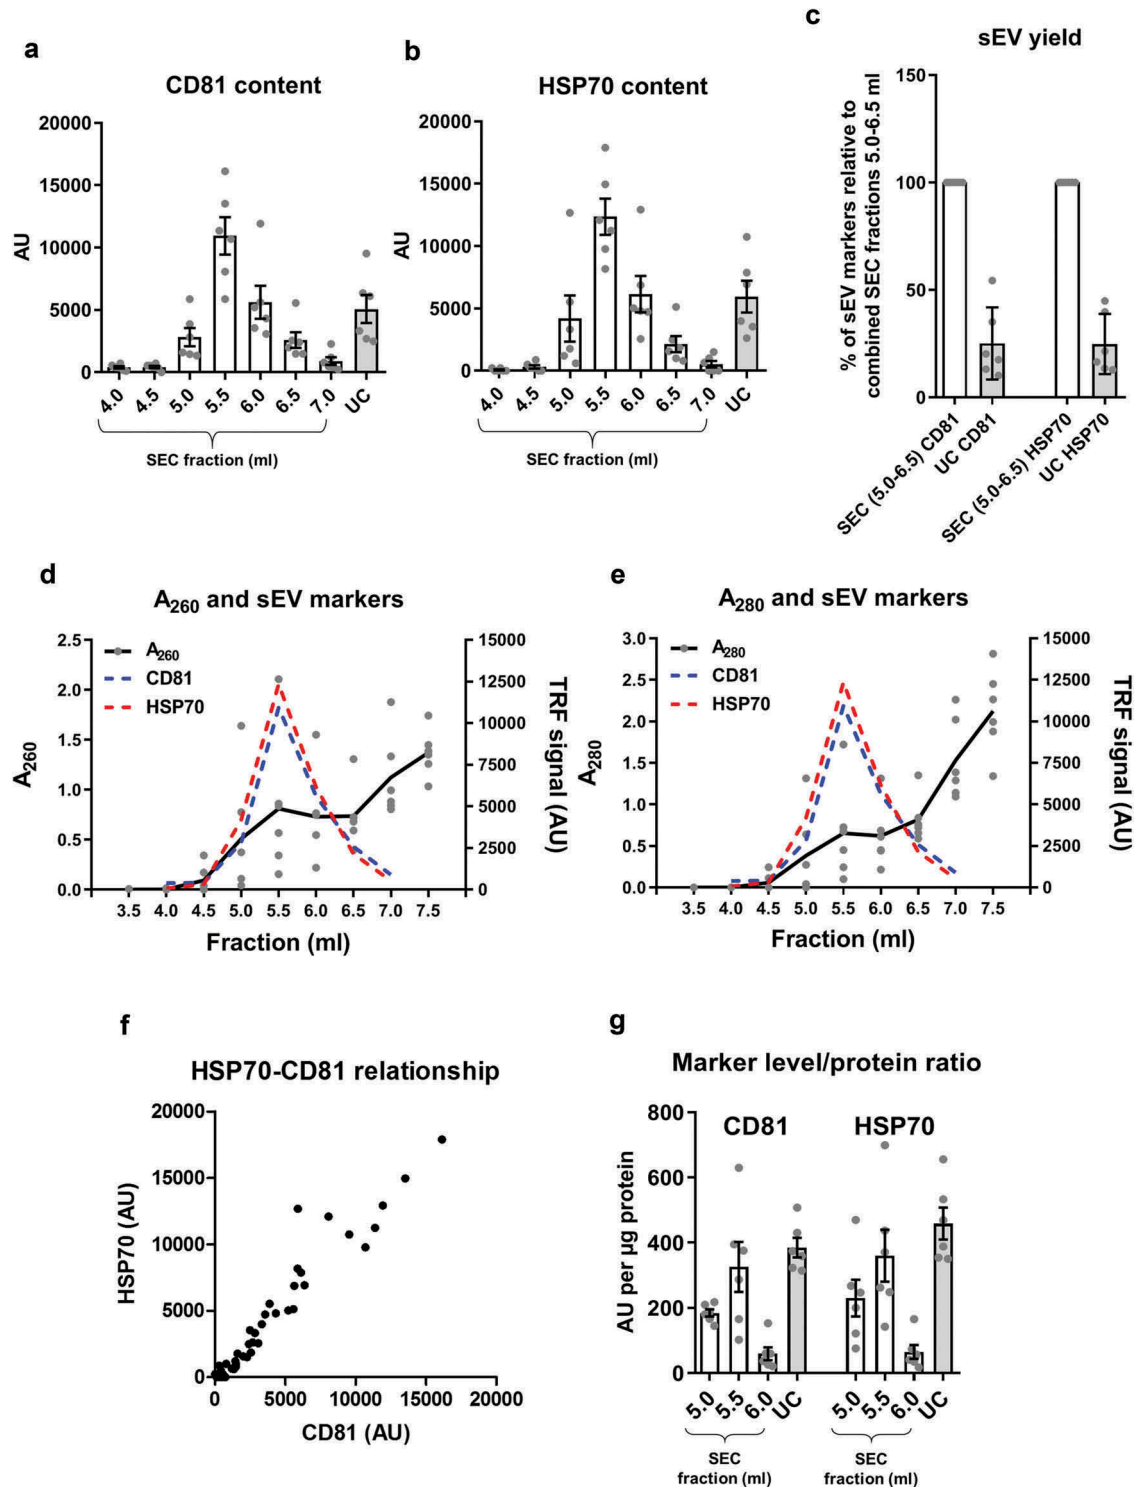 a
CD81 content
AU
20000
15000
10000
5000
0
4.0 4.5 5.0 5.5 6.0 6.5 7.0 UC
SEC fraction (ml)
b
HSP70 content
AU
20000
15000
10000
5000
0
4.0 4.5 5.0 5.5 6.0 6.5 7.0 UC
SEC fraction (ml)
c
sEV yield
% of sEV markers relative to
combined SEC fractions 5.0-6.5 ml
150
100
50
0
SEC (5.0-6.5) CD81
UC CD81
SEC (5.0-6.5) HSP70
UC HSP70
d
A260 and sEV markers
A260
CD81
HSP70
A260
2.5
2.0
1.5
1.0
0.5
0.0
15000
12500
10000
7500
5000
2500
0
TRF signal (AU)
3.5 4.0 4.5 5.0 5.5 6.0 6.5 7.0 7.5
Fraction (ml)
e
A280 and sEV markers
A280
CD81
HSP70
A280
3.0
2.5
2.0
1.5
1.0
0.5
0.0
15000
12500
10000
7500
5000
2500
0
TRF signal (AU)
3.5 4.0 4.5 5.0 5.5 6.0 6.5 7.0 7.5
Fraction (ml)
f
HSP70-CD81 relationship
HSP70 (AU)
20000
15000
10000
5000
0
0 5000 10000 15000 20000
CD81 (AU)
g
Marker level/protein ratio
CD81 HSP70
AU per µg protein
800
600
400
200
0
5.0 5.5 6.0 UC 5.0 5.5 6.0 UC
SEC
fraction (ml)
SEC
fraction (ml)